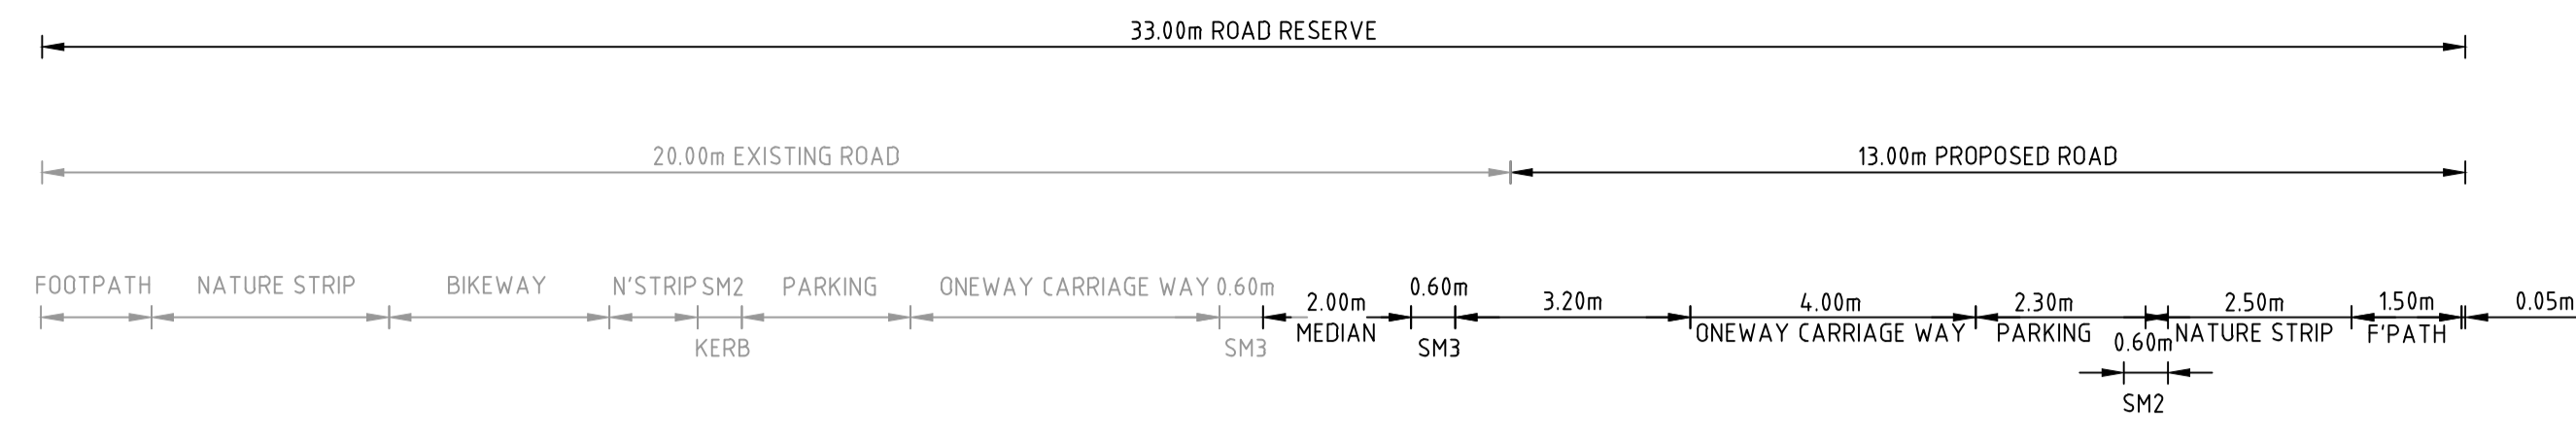 33.00m ROAD RESERVE
20.00m EXISTING ROAD
13.00m PROPOSED ROAD
FOOTPATH
NATURE STRIP
BIKEWAY
N'STRIP
SM2
KERB
PARKING
ONEWAY CARRIAGE WAY
0.60m
SM3
2.00m
MEDIAN
0.60m
SM3
3.20m
4.00m
ONEWAY CARRIAGE WAY
2.30m
PARKING
0.60m
SM2
2.50m
NATURE STRIP
1.50m
F'PATH
0.05m